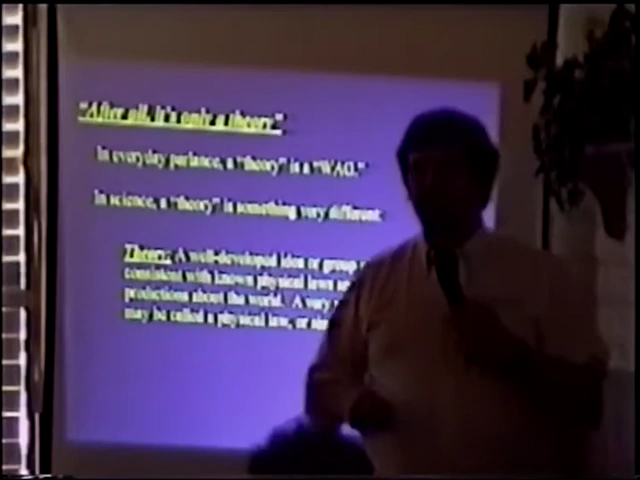 "After all, it's only a theory"
In everyday parlance, a "theory" is a "WAG."
In science, a "theory" is something very different.
Theory: A well-developed idea or group
consistent with known physical laws
predictions about the world. A very
may be called a physical law, or